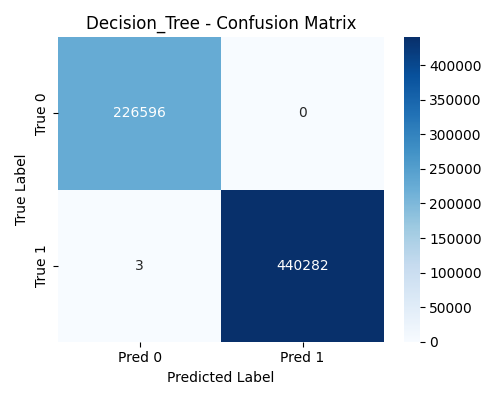 Decision_Tree - Confusion Matrix
True Label
True 0
226596 0
True 1
3 440282
Pred 0 Pred 1
Predicted Label
400000
350000
300000
250000
200000
150000
100000
50000
0